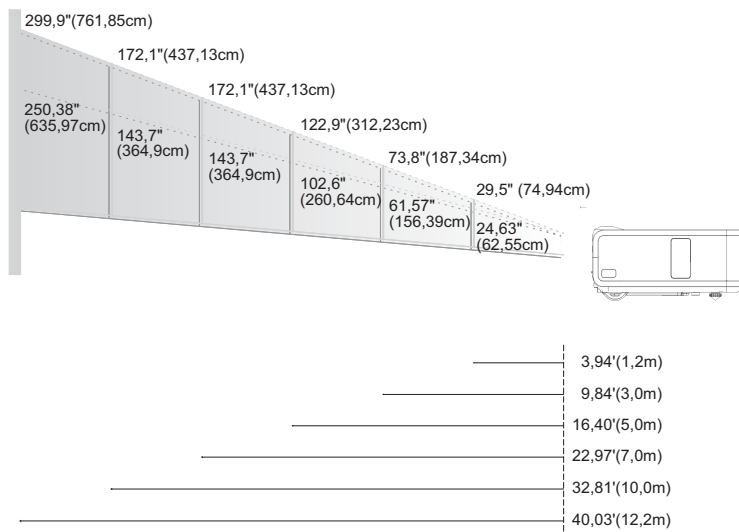 299,9"(761,85cm)
172,1"(437,13cm)
172,1"(437,13cm)
122,9"(312,23cm)
73,8"(187,34cm)
29,5" (74,94cm)
250,38"
(635,97cm)
143,7"
(364,9cm)
143,7"
(364,9cm)
102,6"
(260,64cm)
61,57"
(156,39cm)
24,63"
(62,55cm)
3,94'(1,2m)
9,84'(3,0m)
16,40'(5,0m)
22,97'(7,0m)
32,81'(10,0m)
40,03'(12,2m)